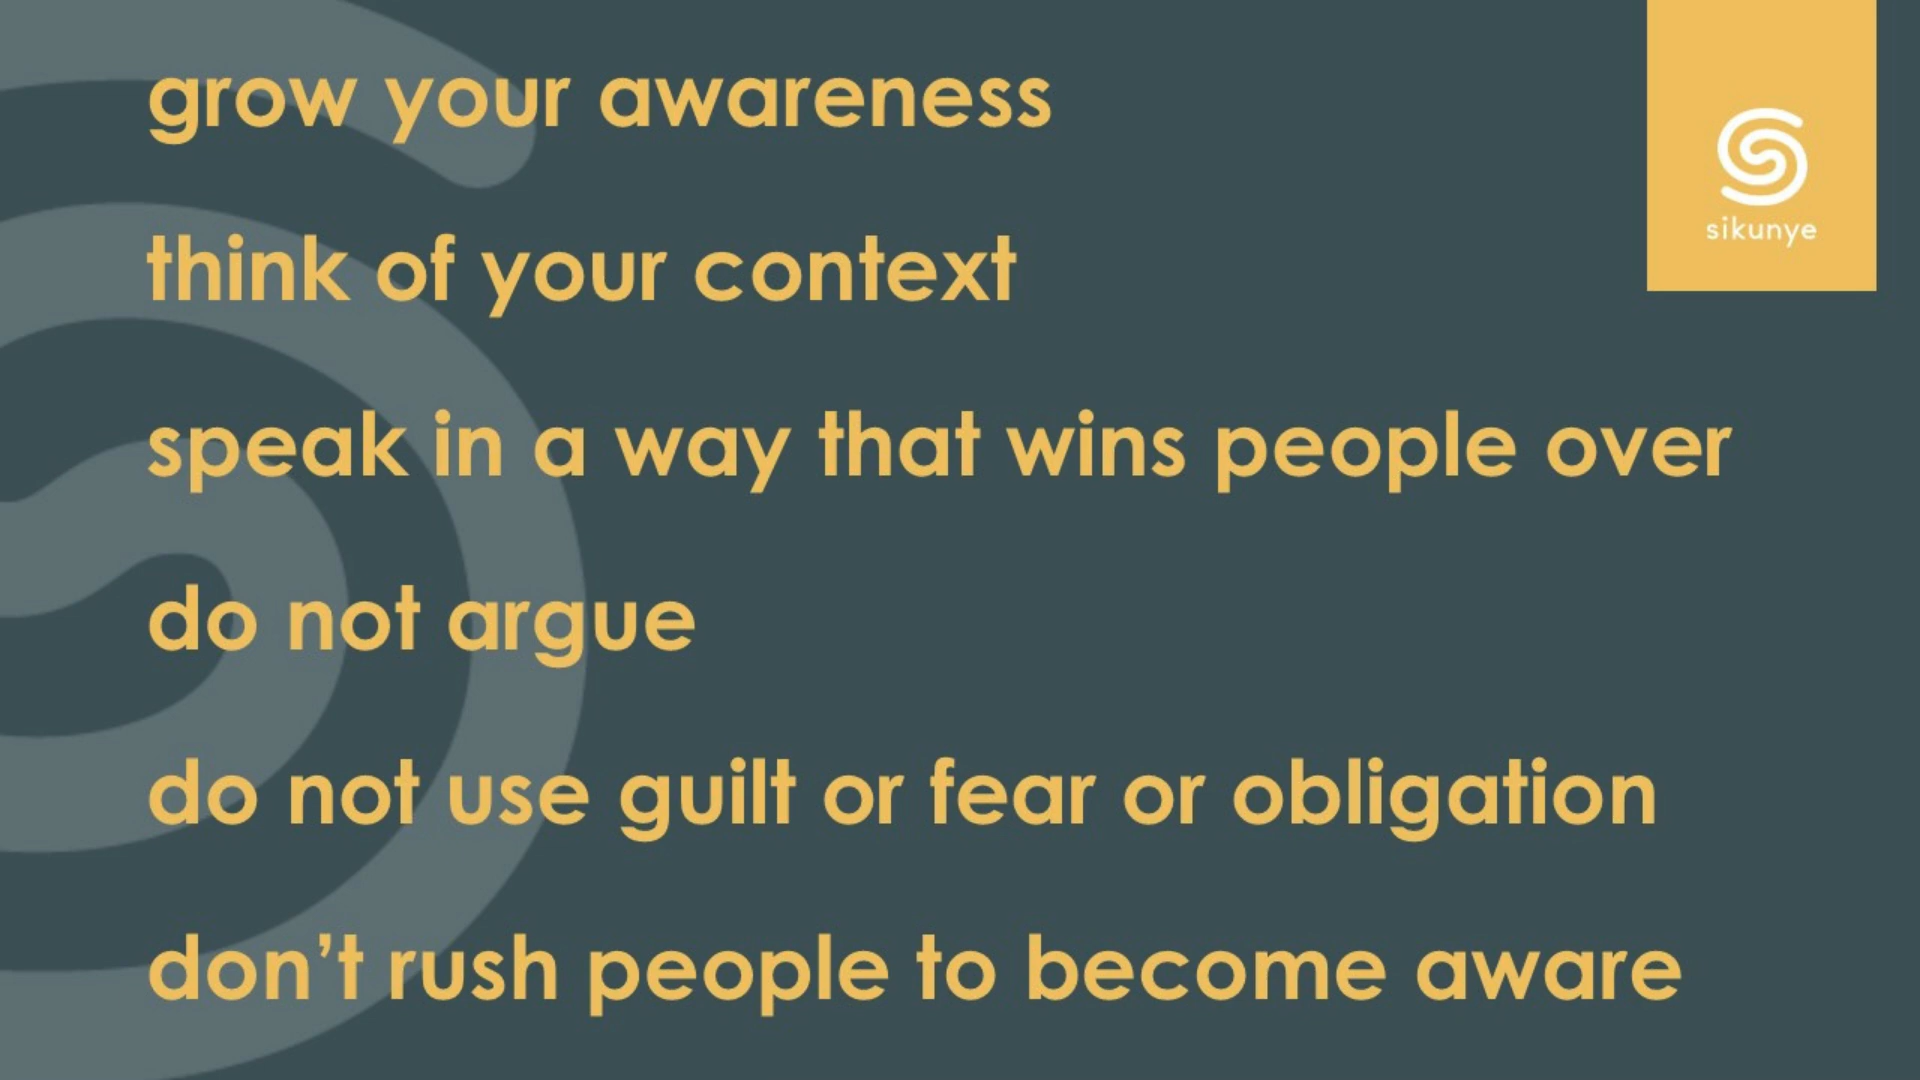 grow your awareness
sikunye
think of your context
speak in a way that wins people over
do not argue
do not use guilt or fear or obligation
don’t rush people to become aware